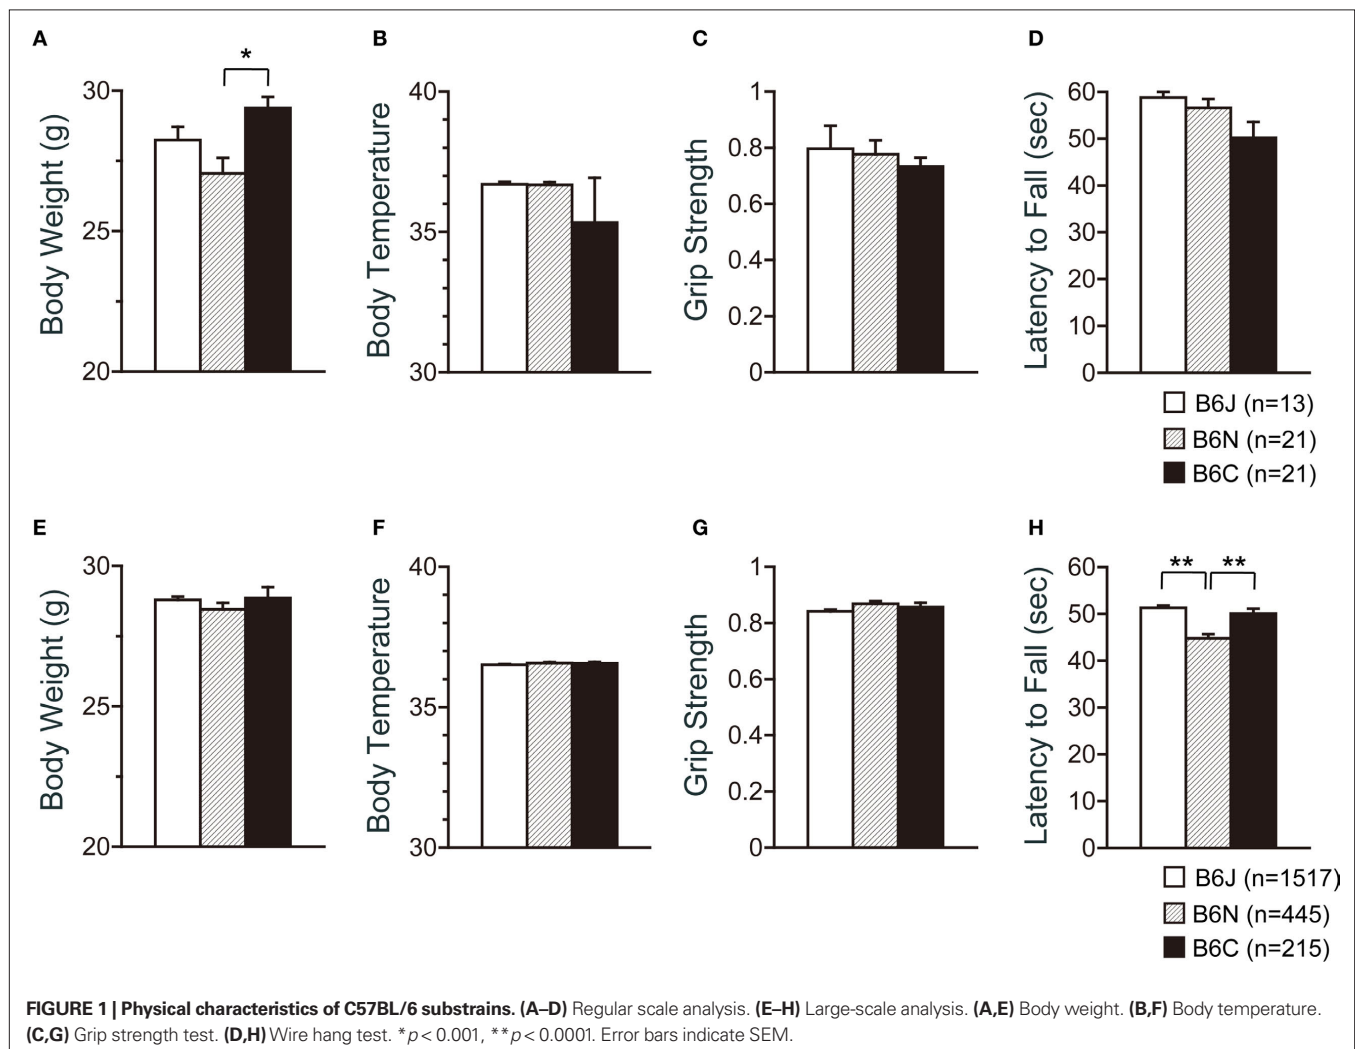 A
B
C
D
*
30
25
20
Body Weight (g)
40
35
30
Body Temperature
1
0.8
0.6
0.4
0.2
0
Grip Strength
60
50
40
30
20
10
0
Latency to Fall (sec)
B6J (n=13)
B6N (n=21)
B6C (n=21)
E
F
G
H
30
25
20
Body Weight (g)
40
35
30
Body Temperature
1
0.8
0.6
0.4
0.2
0
Grip Strength
** **
60
50
40
30
20
10
0
Latency to Fall (sec)
B6J (n=1517)
B6N (n=445)
B6C (n=215)
FIGURE 1 | Physical characteristics of C57BL/6 substrains. (A–D) Regular scale analysis. (E–H) Large-scale analysis. (A,E) Body weight. (B,F) Body temperature.
(C,G) Grip strength test. (D,H) Wire hang test. *p < 0.001, **p < 0.0001. Error bars indicate SEM.